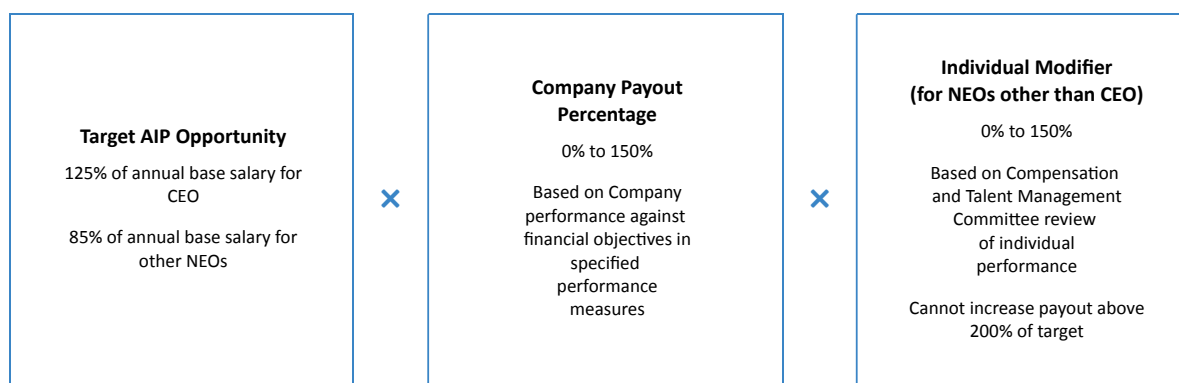 Target AIP Opportunity
125% of annual base salary for
CEO
85% of annual base salary for
other NEOs
×
Company Payout
Percentage
0% to 150%
Based on Company
performance against
financial objectives in
specified
performance
measures
×
Individual Modifier
(for NEOs other than CEO)
0% to 150%
Based on Compensation
and Talent Management
Committee review
of individual
performance
Cannot increase payout above
200% of target